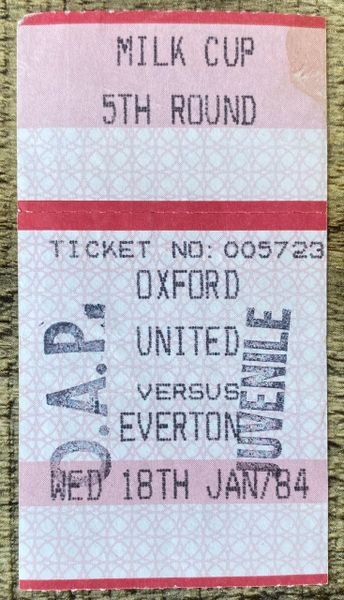 MILK CUP
5TH ROUND
TICKET NO: 005723
OXFORD
UNITED
VERSUS
EVERTON
WED 18TH JAN/84
O.A.P.
JUVENILE